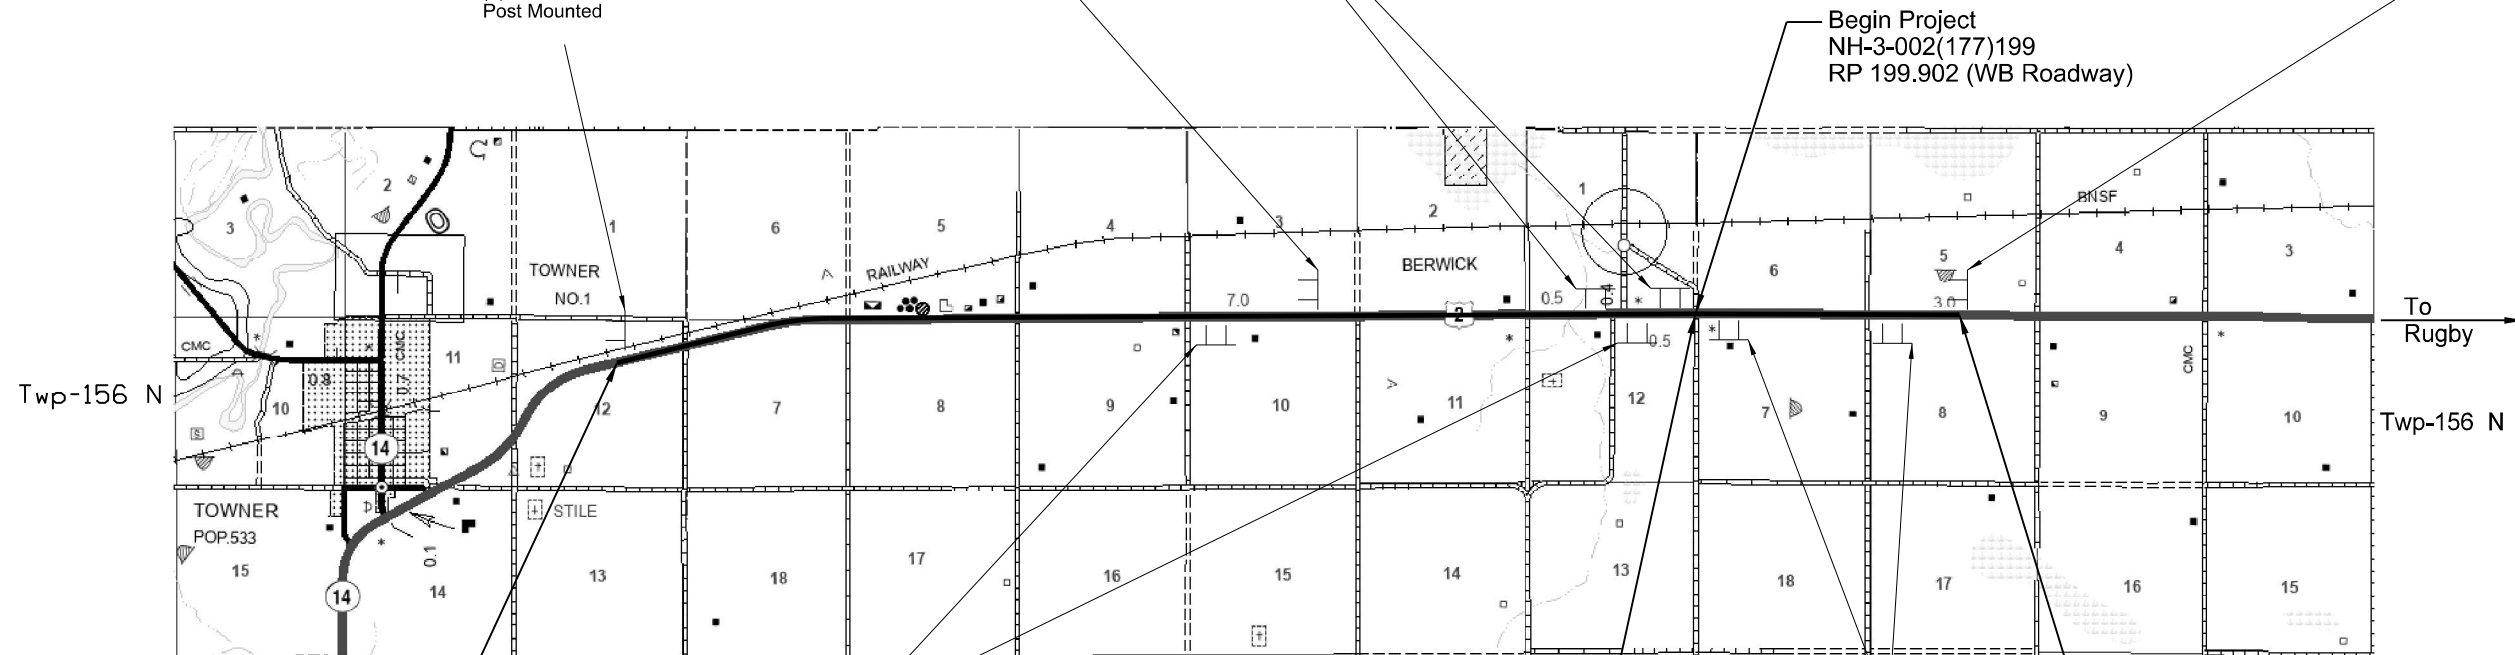 Post Mounted
Begin Project
NH-3-002(177)199
RP 199.902 (WB Roadway)
2
3
1
6
5
4
3
2
1
BNSF
6
5
4
3
TOWNER
NO.1
RAILWAY
BERWICK
7.0
0.5
0.4
3.0
2
To
Rugby
CMC
CMC
11
0.5
CMC
0.8
0.7
Twp-156 N
10
12
7
8
9
10
11
12
7
8
9
10
Twp-156 N
14
S
D
TOWNER
POP.533
STILE
0.1
15
14
14
13
18
17
16
15
14
13
18
17
16
15